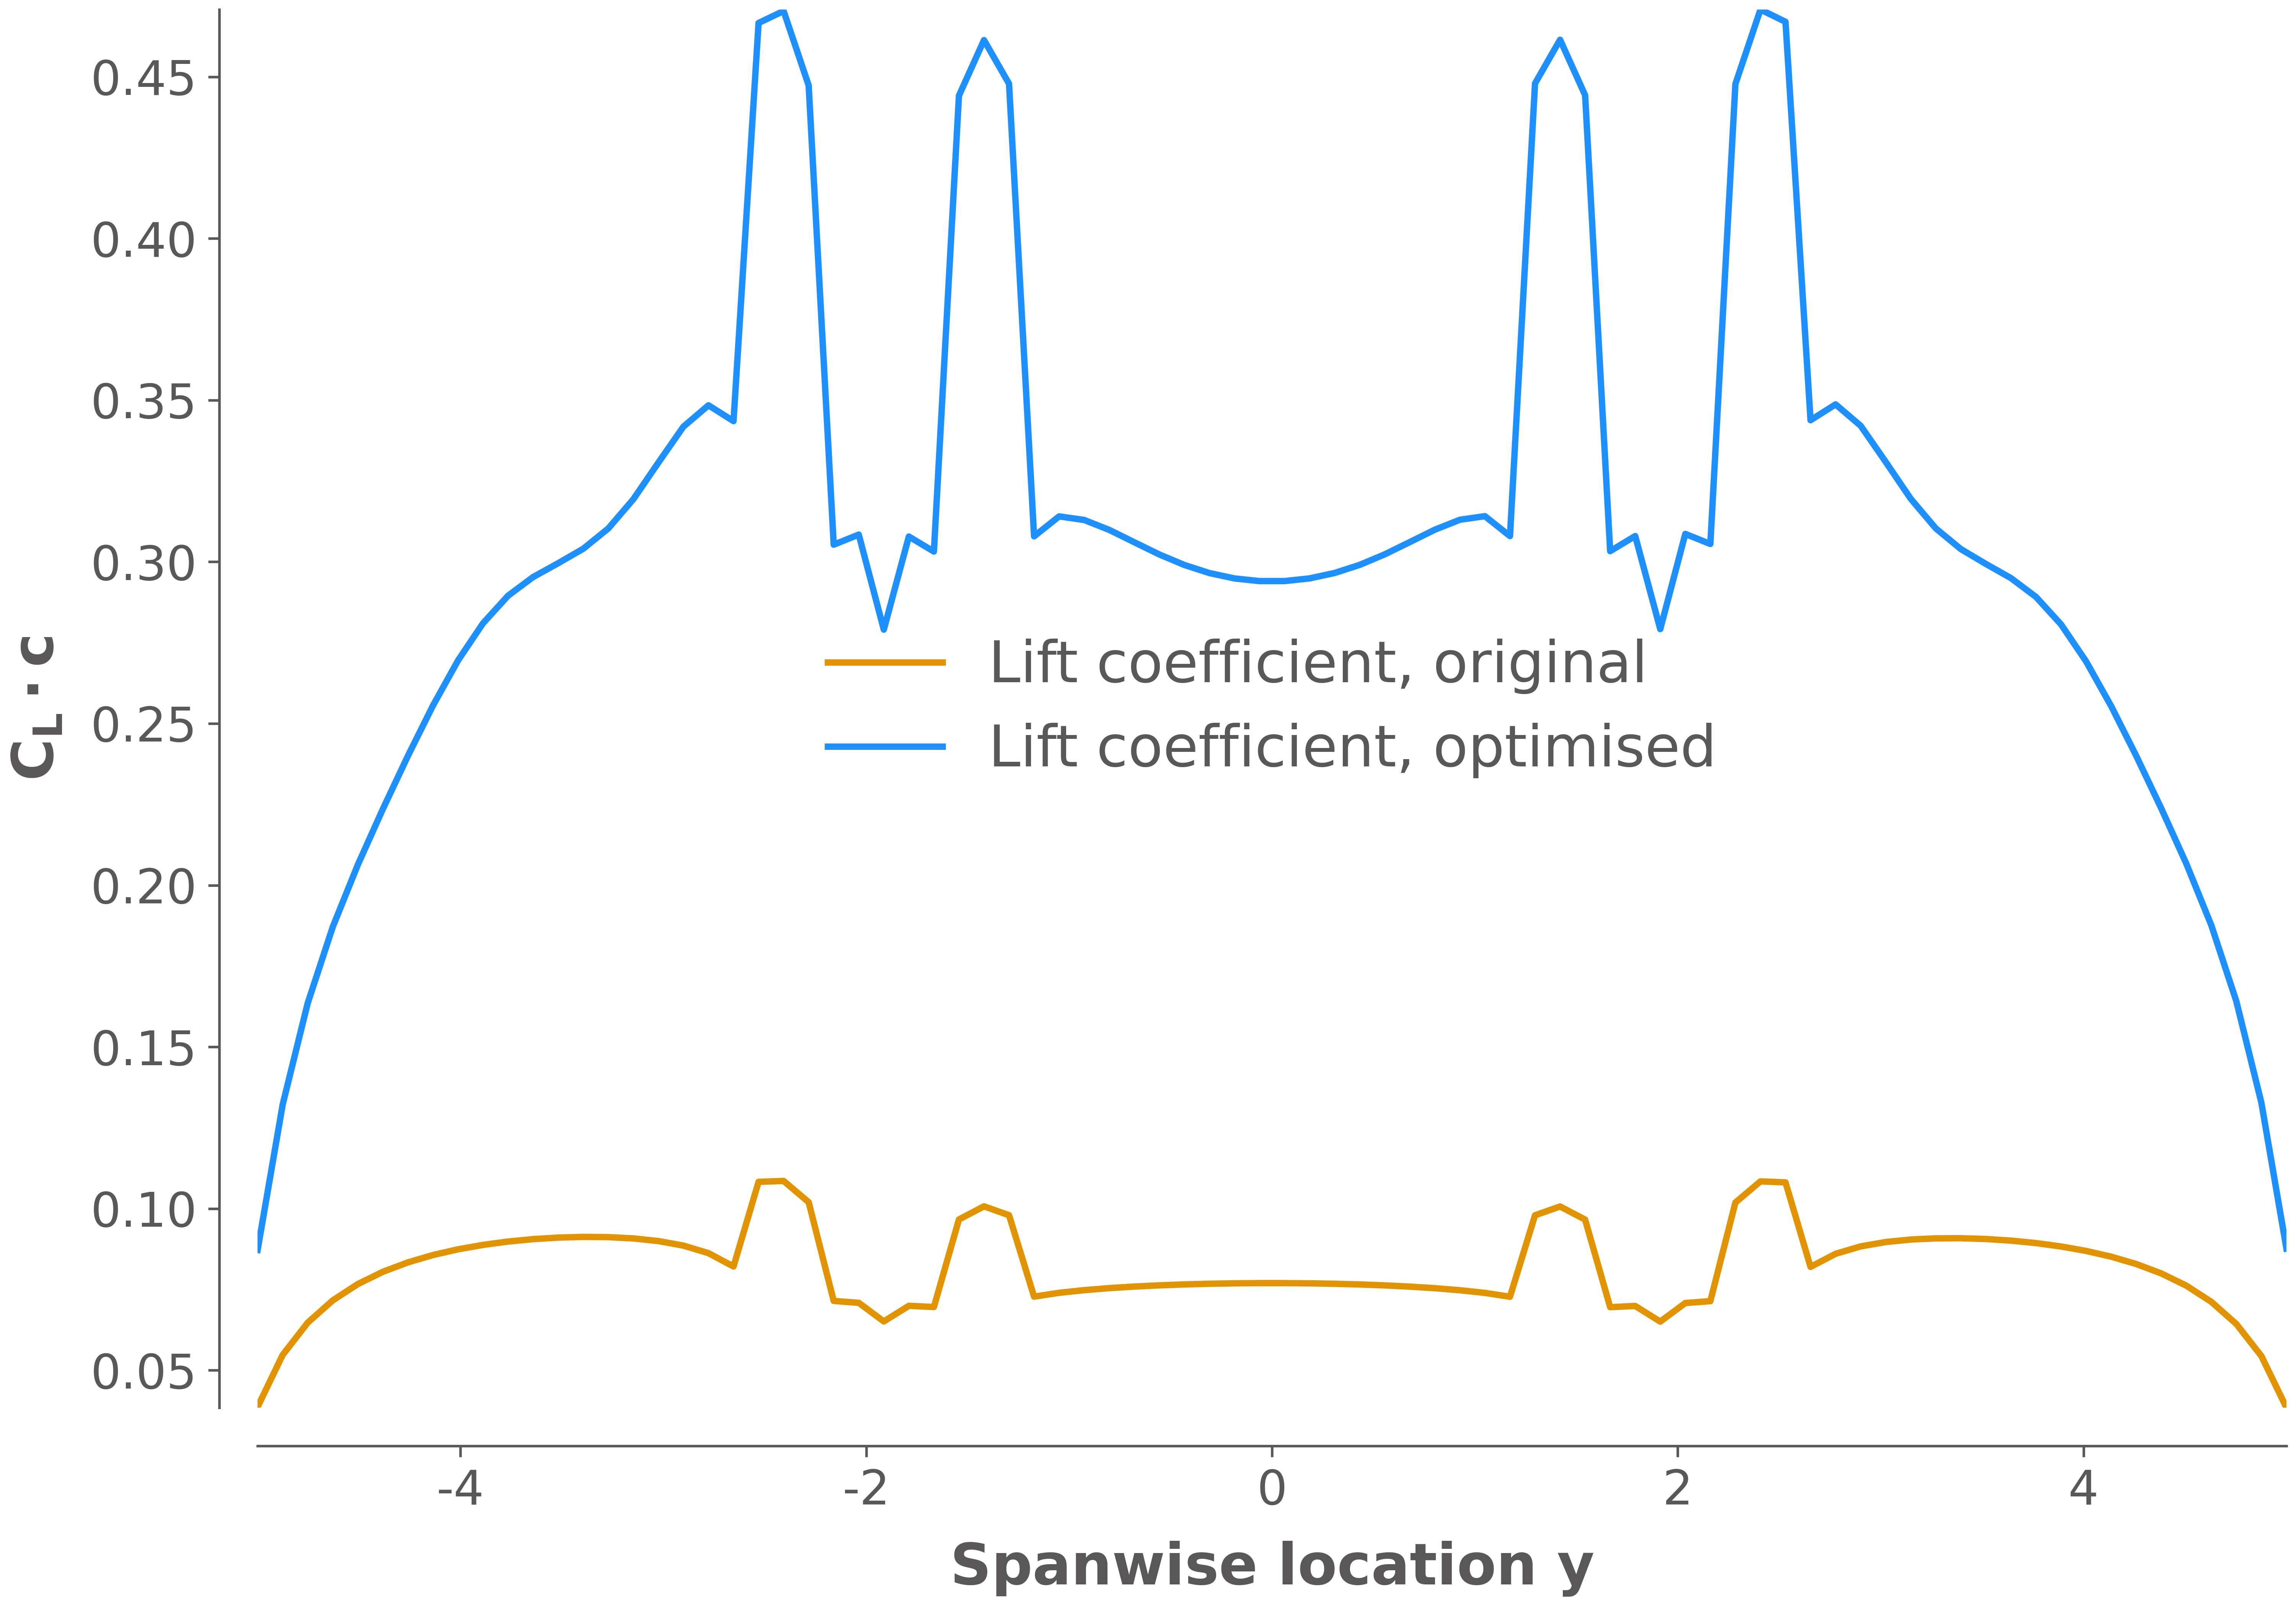 0.45
0.40
0.35
0.30
0.25
0.20
0.15
0.10
0.05
C_L · c
Lift coefficient, original
Lift coefficient, optimised
-4 -2 0 2 4
Spanwise location y